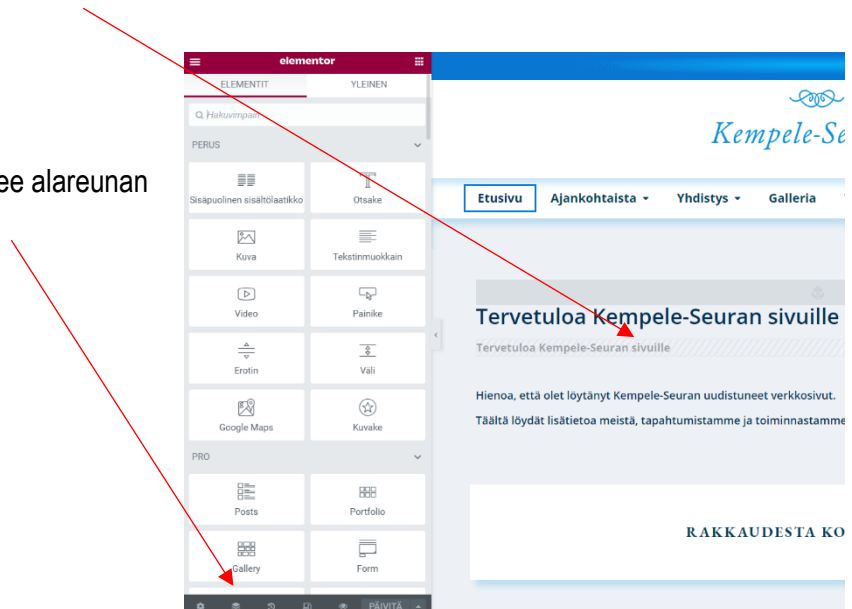 elementor
ELEMENTIT YLEINEN
Hakuvimpain
PERUS
Sisäpuolinen sisältölaatikko Otsake
Kuva Tekstinmuokkain
Video Painike
Erotin Väli
Google Maps Kuvake
PRO
Posts Portfolio
Gallery Form
PÄIVITÄ
ee alareunan
Kempele-Se
Etusivu Ajankohtaista Yhdistys Galleria
Tervetuloa Kempele-Seuran sivuille
Tervetuloa Kempele-Seuran sivuille
Hienoa, että olet löytänyt Kempele-Seuran uudistuneet verkkosivut.
Täältä löydät lisätietoa meistä, tapahtumistamme ja toiminnastamme
RAKKAUDESTA KO